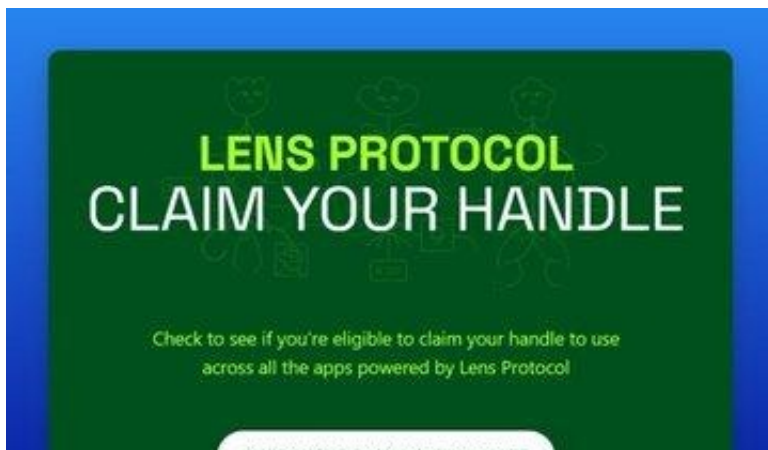 LENS PROTOCOL
CLAIM YOUR HANDLE
Check to see if you're eligible to claim your handle to use
across all the apps powered by Lens Protocol